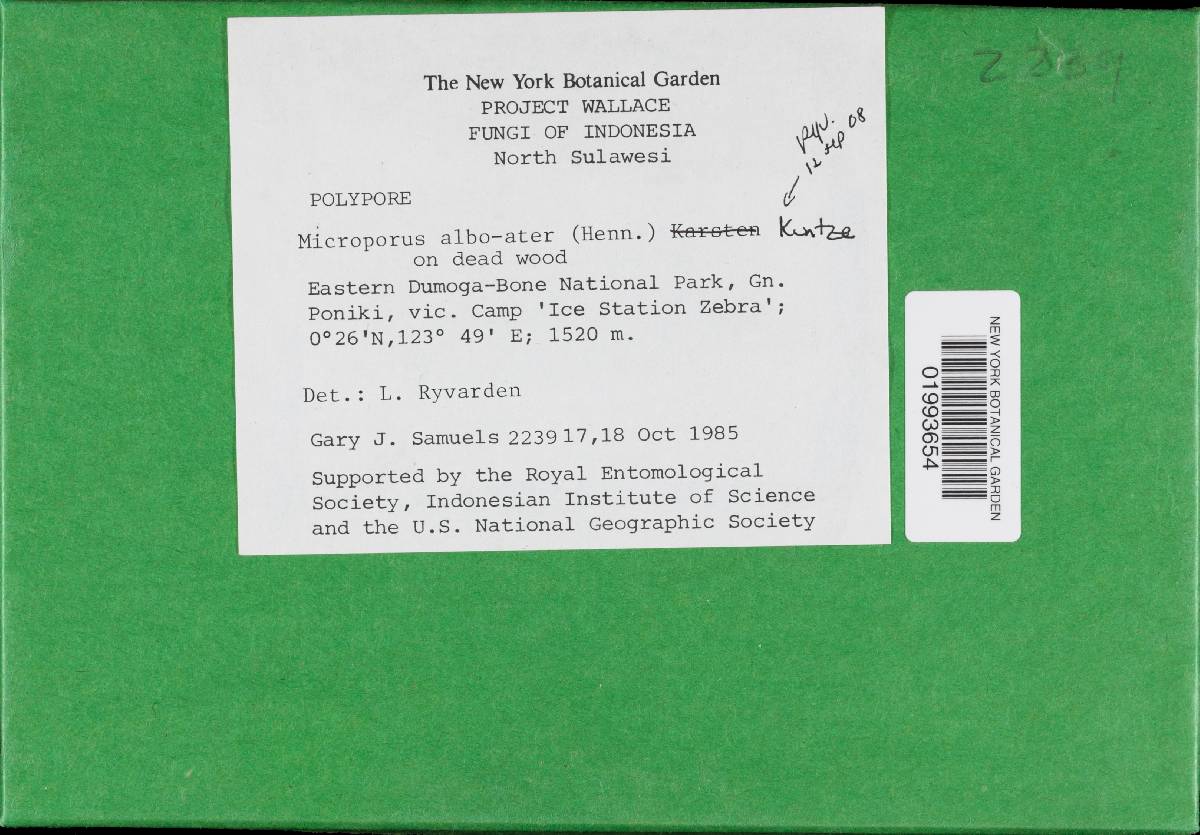 The New York Botanical Garden
PROJECT WALLACE
FUNGI OF INDONESIA
North Sulawesi
12 sep 08
POLYPORE
Microporus albo-ater (Henn.) Karsten Kuntze
on dead wood
Eastern Dumoga-Bone National Park, Gn.
Poniki, vic. Camp 'Ice Station Zebra';
0°26'N,123° 49' E; 1520 m.
Det.: L. Ryvarden
Gary J. Samuels 2239 17,18 Oct 1985
Supported by the Royal Entomological
Society, Indonesian Institute of Science
and the U.S. National Geographic Society
2239
NEW YORK BOTANICAL GARDEN
01993654